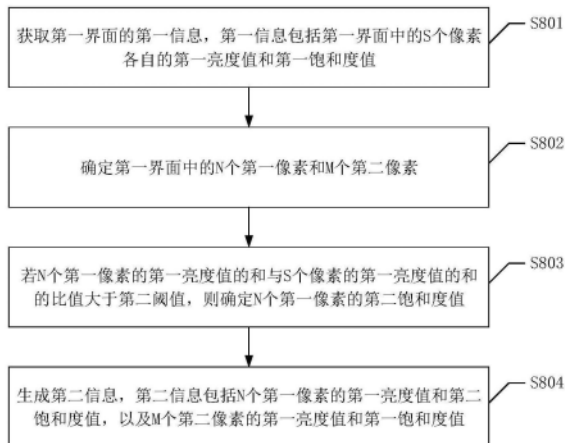 获取第一界面的第一信息,第一信息包括第一界面中的S个像素
各自的第一亮度值和第一饱和度值
S801
确定第一界面中的N个第一像素和M个第二像素
S802
若N个第一像素的第一亮度值的和与S个像素的第一亮度值的和
的比值大于第二阈值,则确定N个第一像素的第二饱和度值
S803
生成第二信息,第二信息包括N个第一像素的第一亮度值和第二
饱和度值,以及M个第二像素的第一亮度值和第一饱和度值
S804